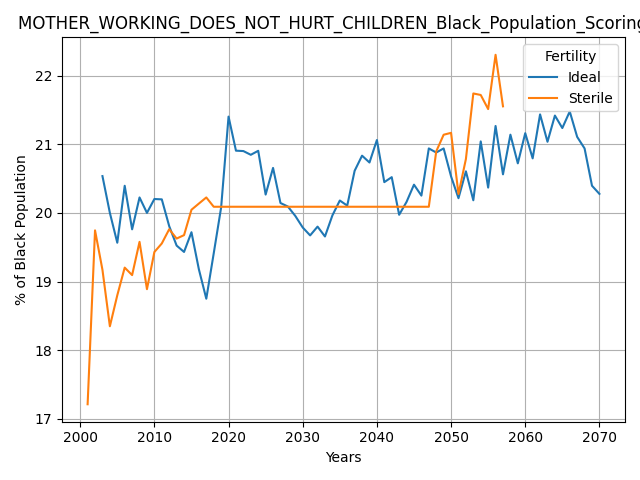 MOTHER_WORKING_DOES_NOT_HURT_CHILDREN_Black_Population_Scoring
Fertility
Ideal
Sterile
22
21
20
19
18
17
% of Black Population
2000 2010 2020 2030 2040 2050 2060 2070
Years